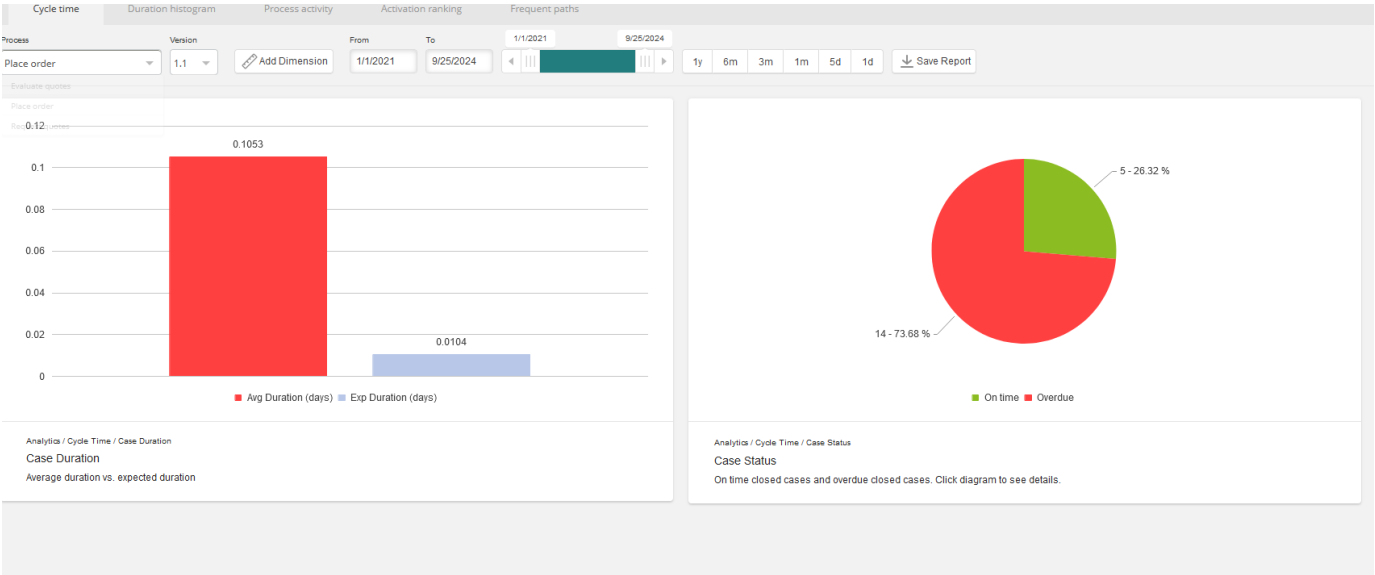 Cycle time Duration histogram Process activity Activation ranking Frequent paths
Process Version From To 1/1/2021 9/25/2024
Place order 1.1 Add Dimension 1/1/2021 9/25/2024 1y 6m 3m 1m 5d 1d Save Report
Evaluate quotes
Place order
0.12
0.1053
0.1
0.08
0.06
0.04
0.02
0.0104
0
Avg Duration (days) Exp Duration (days)
Analytics / Cycle Time / Case Duration
Case Duration
Average duration vs. expected duration
5 - 26.32 %
14 - 73.68 %
On time Overdue
Analytics / Cycle Time / Case Status
Case Status
On time closed cases and overdue closed cases. Click diagram to see details.